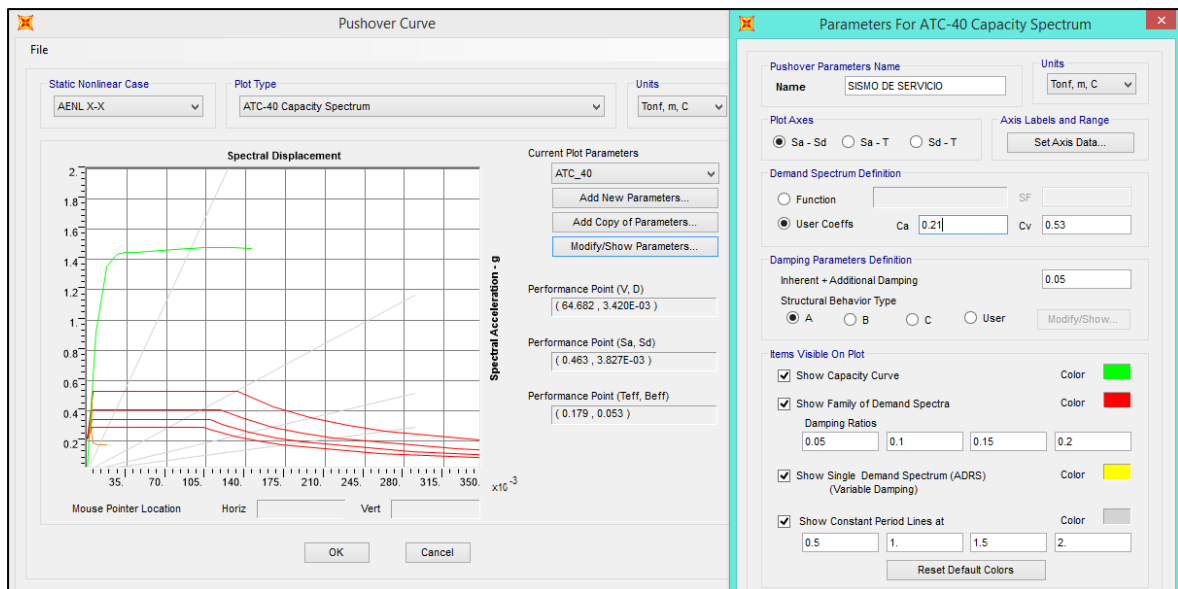 Pushover Curve
File
Static Nonlinear Case
AENL X-X
Plot Type
ATC-40 Capacity Spectrum
Units
Tonf, m, C
Spectral Displacement
2.
1.8
1.6
1.4
1.2
1.
0.8
0.6
0.4
0.2
35. 70. 105. 140. 175. 210. 245. 280. 315. 350. x10 -3
Spectral Acceleration - g
Mouse Pointer Location Horiz Vert
Current Plot Parameters
ATC_40
Add New Parameters...
Add Copy of Parameters...
Modify/Show Parameters...
Performance Point (V, D)
( 64.682 , 3.420E-03 )
Performance Point (Sa, Sd)
( 0.463 , 3.827E-03 )
Performance Point (Teff, Beff)
( 0.179 , 0.053 )
OK Cancel
Parameters For ATC-40 Capacity Spectrum
Pushover Parameters Name
Name SISMO DE SERVICIO
Units
Tonf, m, C
Plot Axes
Sa - Sd Sa - T Sd - T
Axis Labels and Range
Set Axis Data...
Demand Spectrum Definition
Function SF
User Coeffs Ca 0.21 Cv 0.53
Damping Parameters Definition
Inherent + Additional Damping 0.05
Structural Behavior Type
A B C User Modify/Show...
Items Visible On Plot
Show Capacity Curve Color
Show Family of Demand Spectra Color
Damping Ratios
0.05 0.1 0.15 0.2
Show Single Demand Spectrum (ADRS) Color
(Variable Damping)
Show Constant Period Lines at Color
0.5 1. 1.5 2.
Reset Default Colors